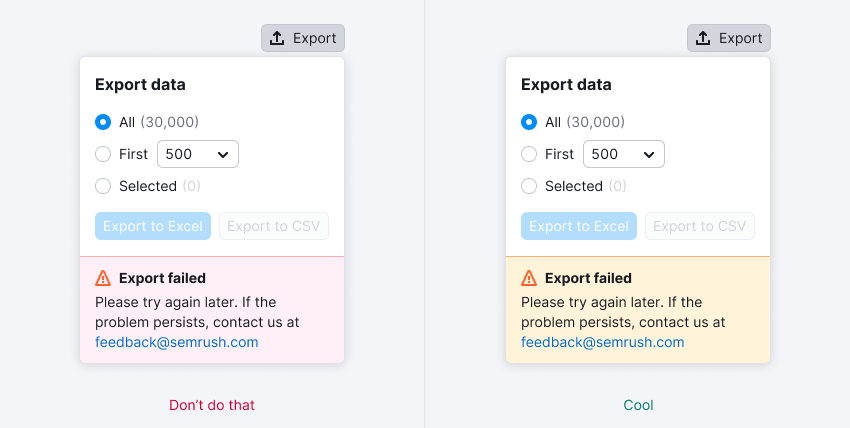 Export
Export data
All (30,000)
First 500
Selected (0)
Export to Excel Export to CSV
Export failed
Please try again later. If the
problem persists, contact us at
feedback@semrush.com
Don't do that
Export
Export data
All (30,000)
First 500
Selected (0)
Export to Excel Export to CSV
Export failed
Please try again later. If the
problem persists, contact us at
feedback@semrush.com
Cool